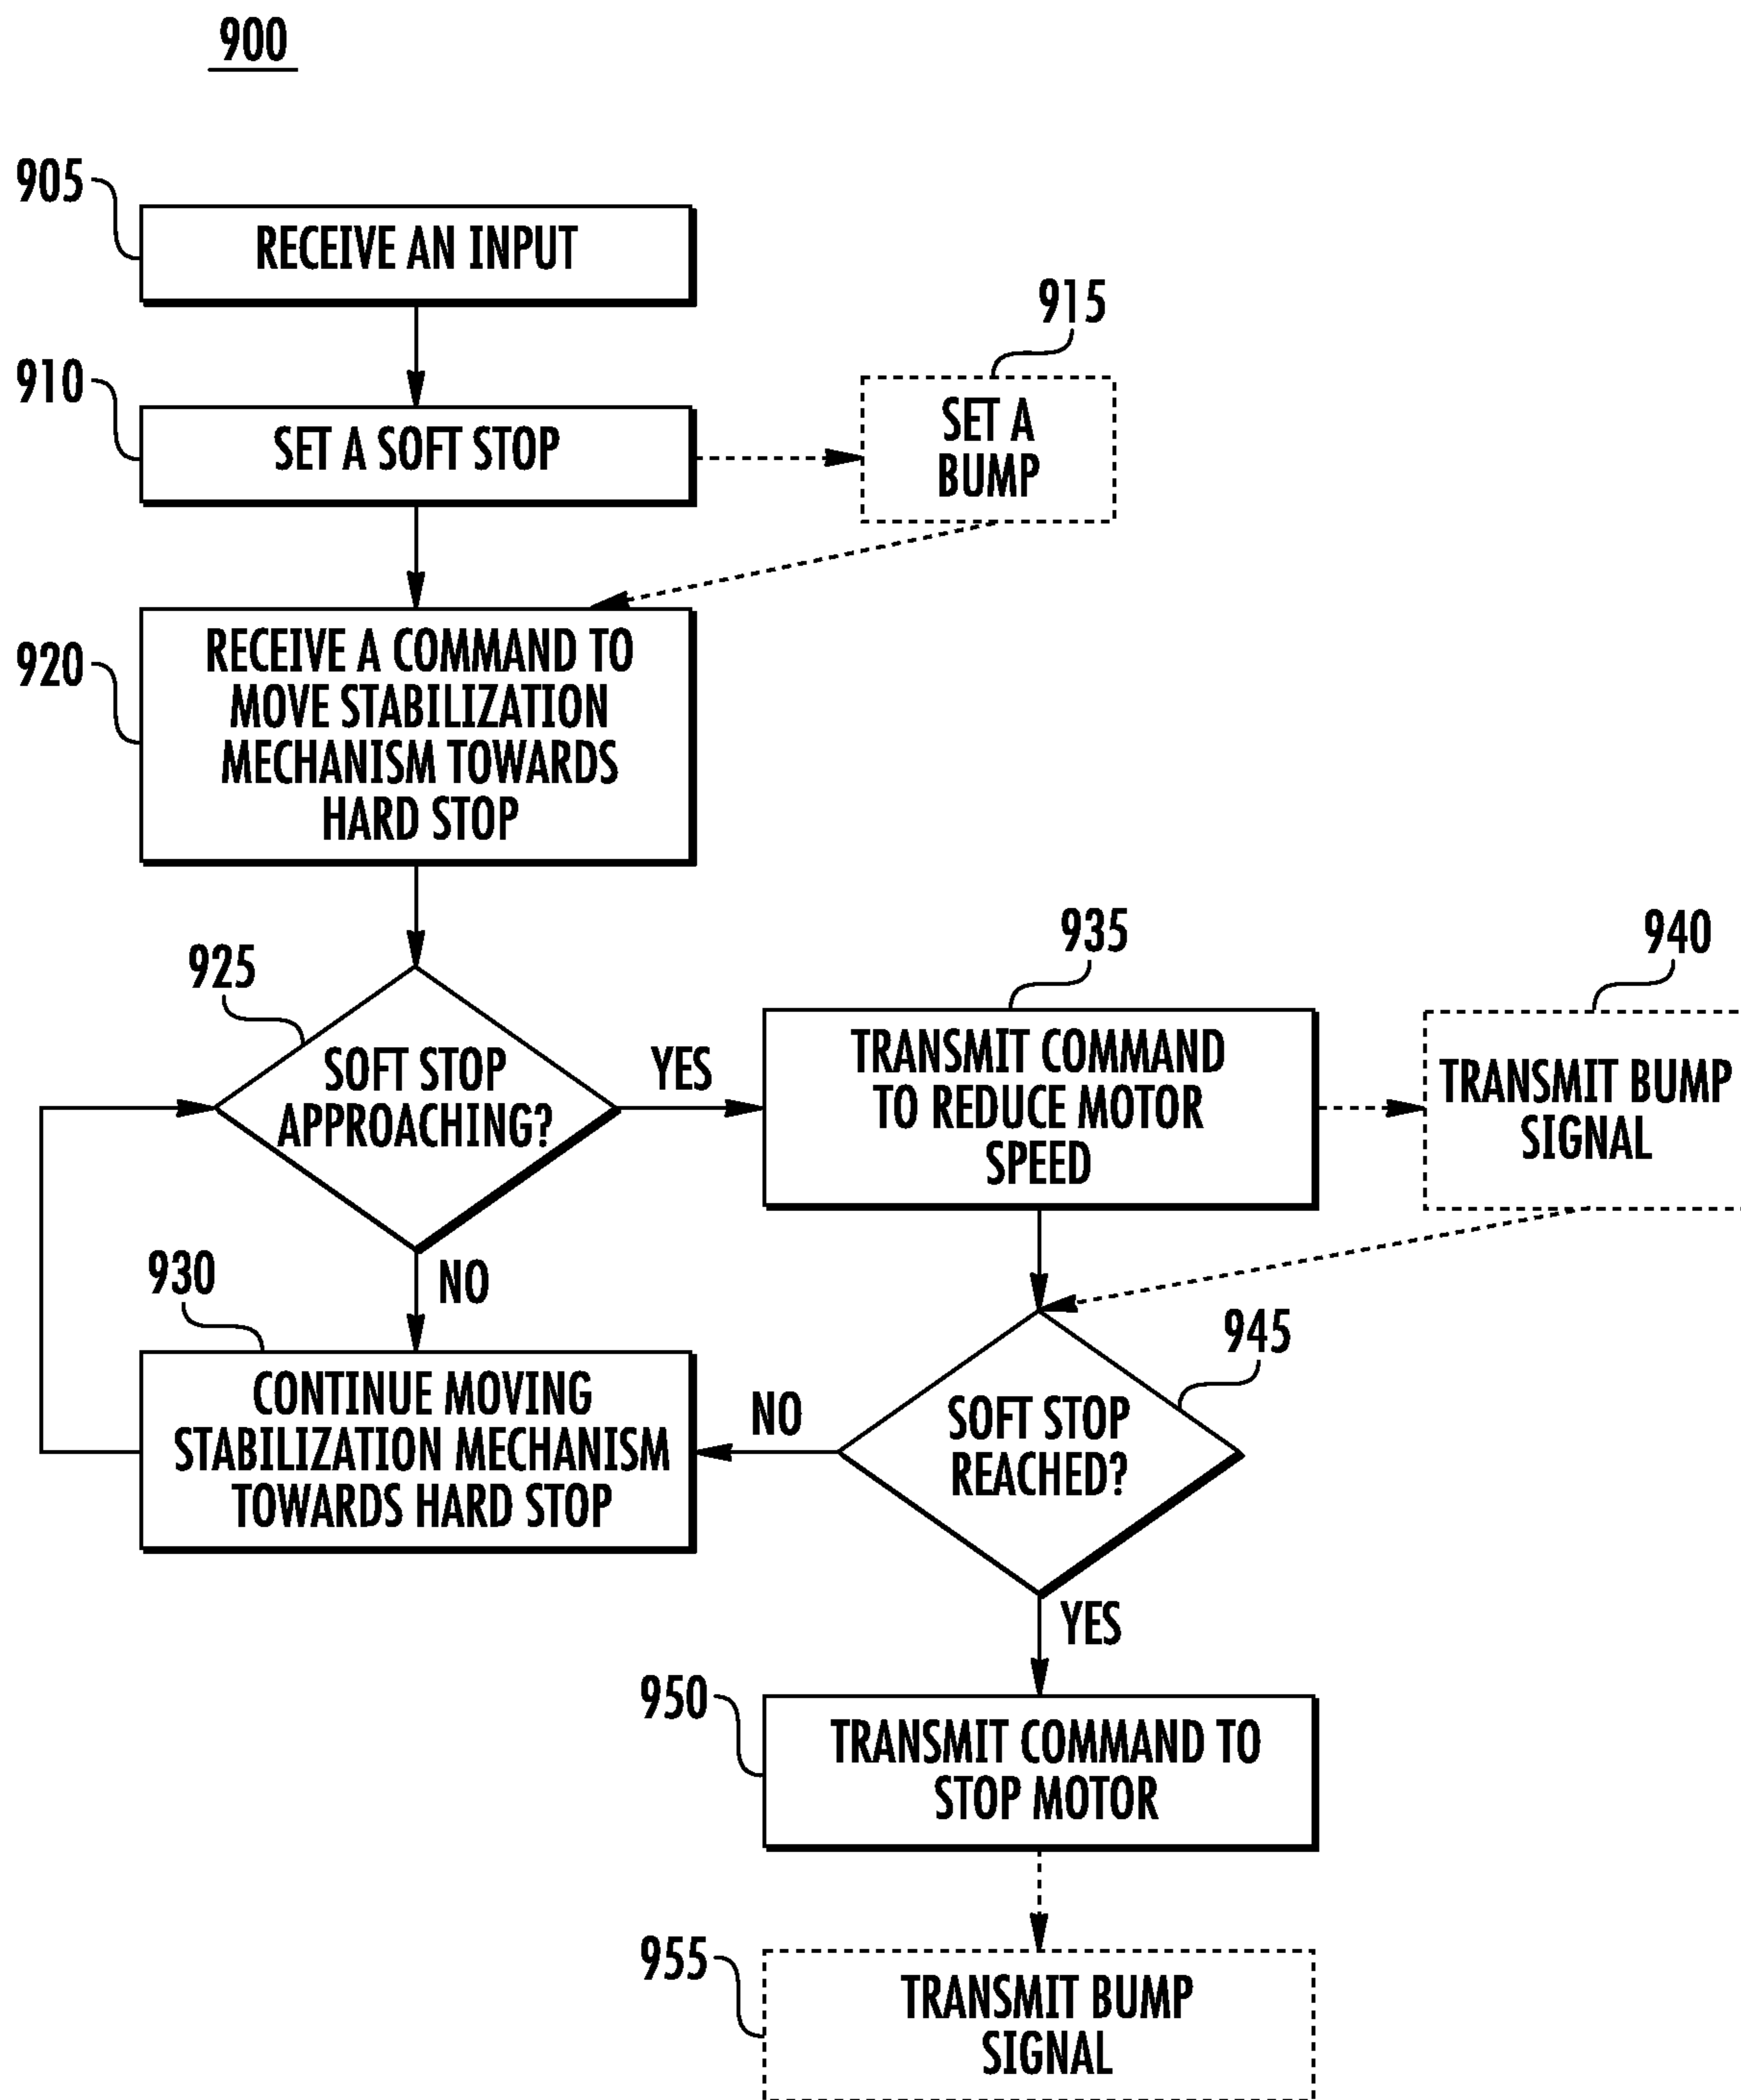 900
905
RECEIVE AN INPUT
915
910
SET A SOFT STOP
SET A
BUMP
920
RECEIVE A COMMAND TO
MOVE STABILIZATION
MECHANISM TOWARDS
HARD STOP
925
SOFT STOP
APPROACHING?
YES
NO
935
TRANSMIT COMMAND
TO REDUCE MOTOR
SPEED
940
TRANSMIT BUMP
SIGNAL
930
CONTINUE MOVING
STABILIZATION MECHANISM
TOWARDS HARD STOP
NO
945
SOFT STOP
REACHED?
YES
950
TRANSMIT COMMAND TO
STOP MOTOR
955
TRANSMIT BUMP
SIGNAL